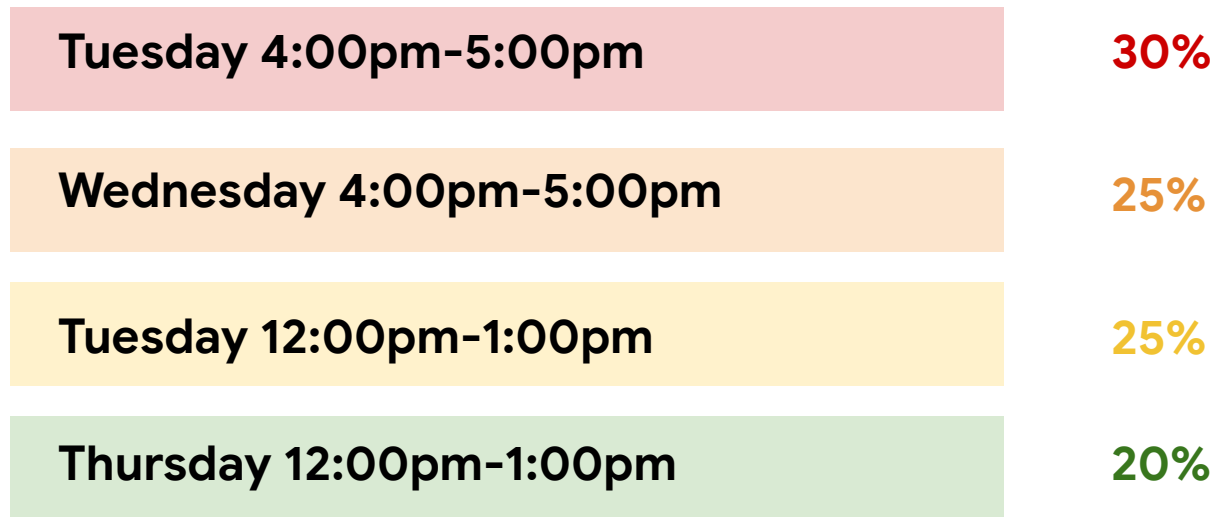 Tuesday 4:00pm-5:00pm 30%
Wednesday 4:00pm-5:00pm 25%
Tuesday 12:00pm-1:00pm 25%
Thursday 12:00pm-1:00pm 20%